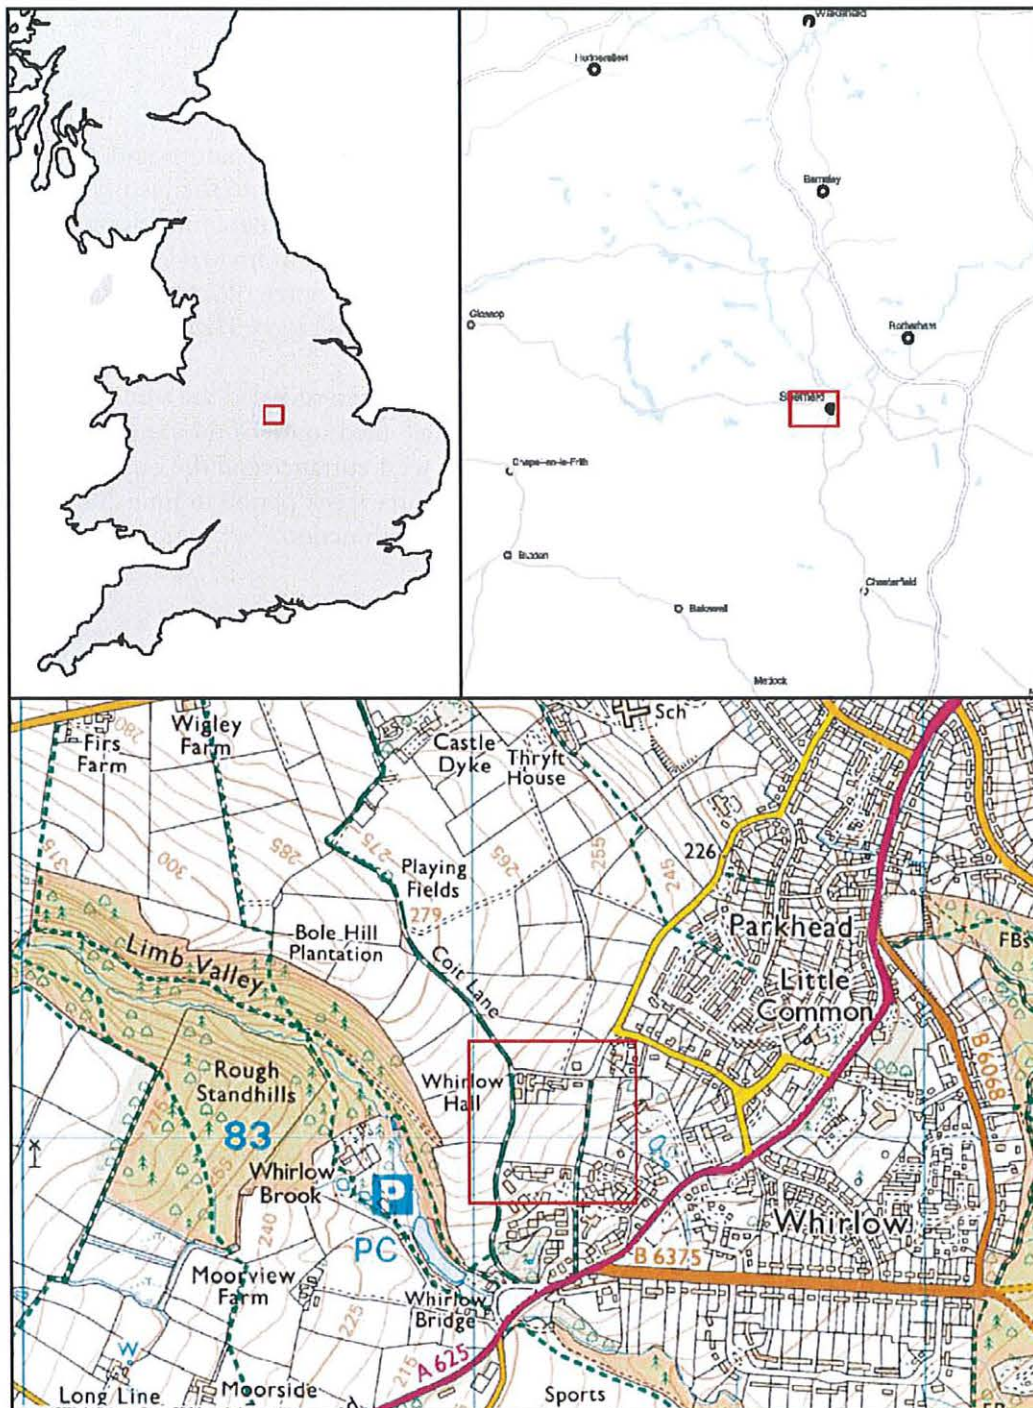 Wakefield
Huddersfield
Barnsley
Glossop
Rotherham
Sheffield
Chapel-en-le-Frith
Buxton
Chesterfield
Bakewell
Matlock
Firs
Farm
280
Wigley
Farm
Castle
Dyke
Thryft
House
Sch
315
300
285
275
265
255
245
226
Playing
Fields
279
Bole Hill
Plantation
Limb Valley
Coit Lane
Parkhead
Little
Common
FBs
B 6068
Rough
Standhills
Whirlow
Hall
83
Whirlow
Brook
P
PC
240
Whirlow
B 6375
Moorview
Farm
225
Whirlow
Bridge
215
A 625
W
Long Line
Moorside
Sports